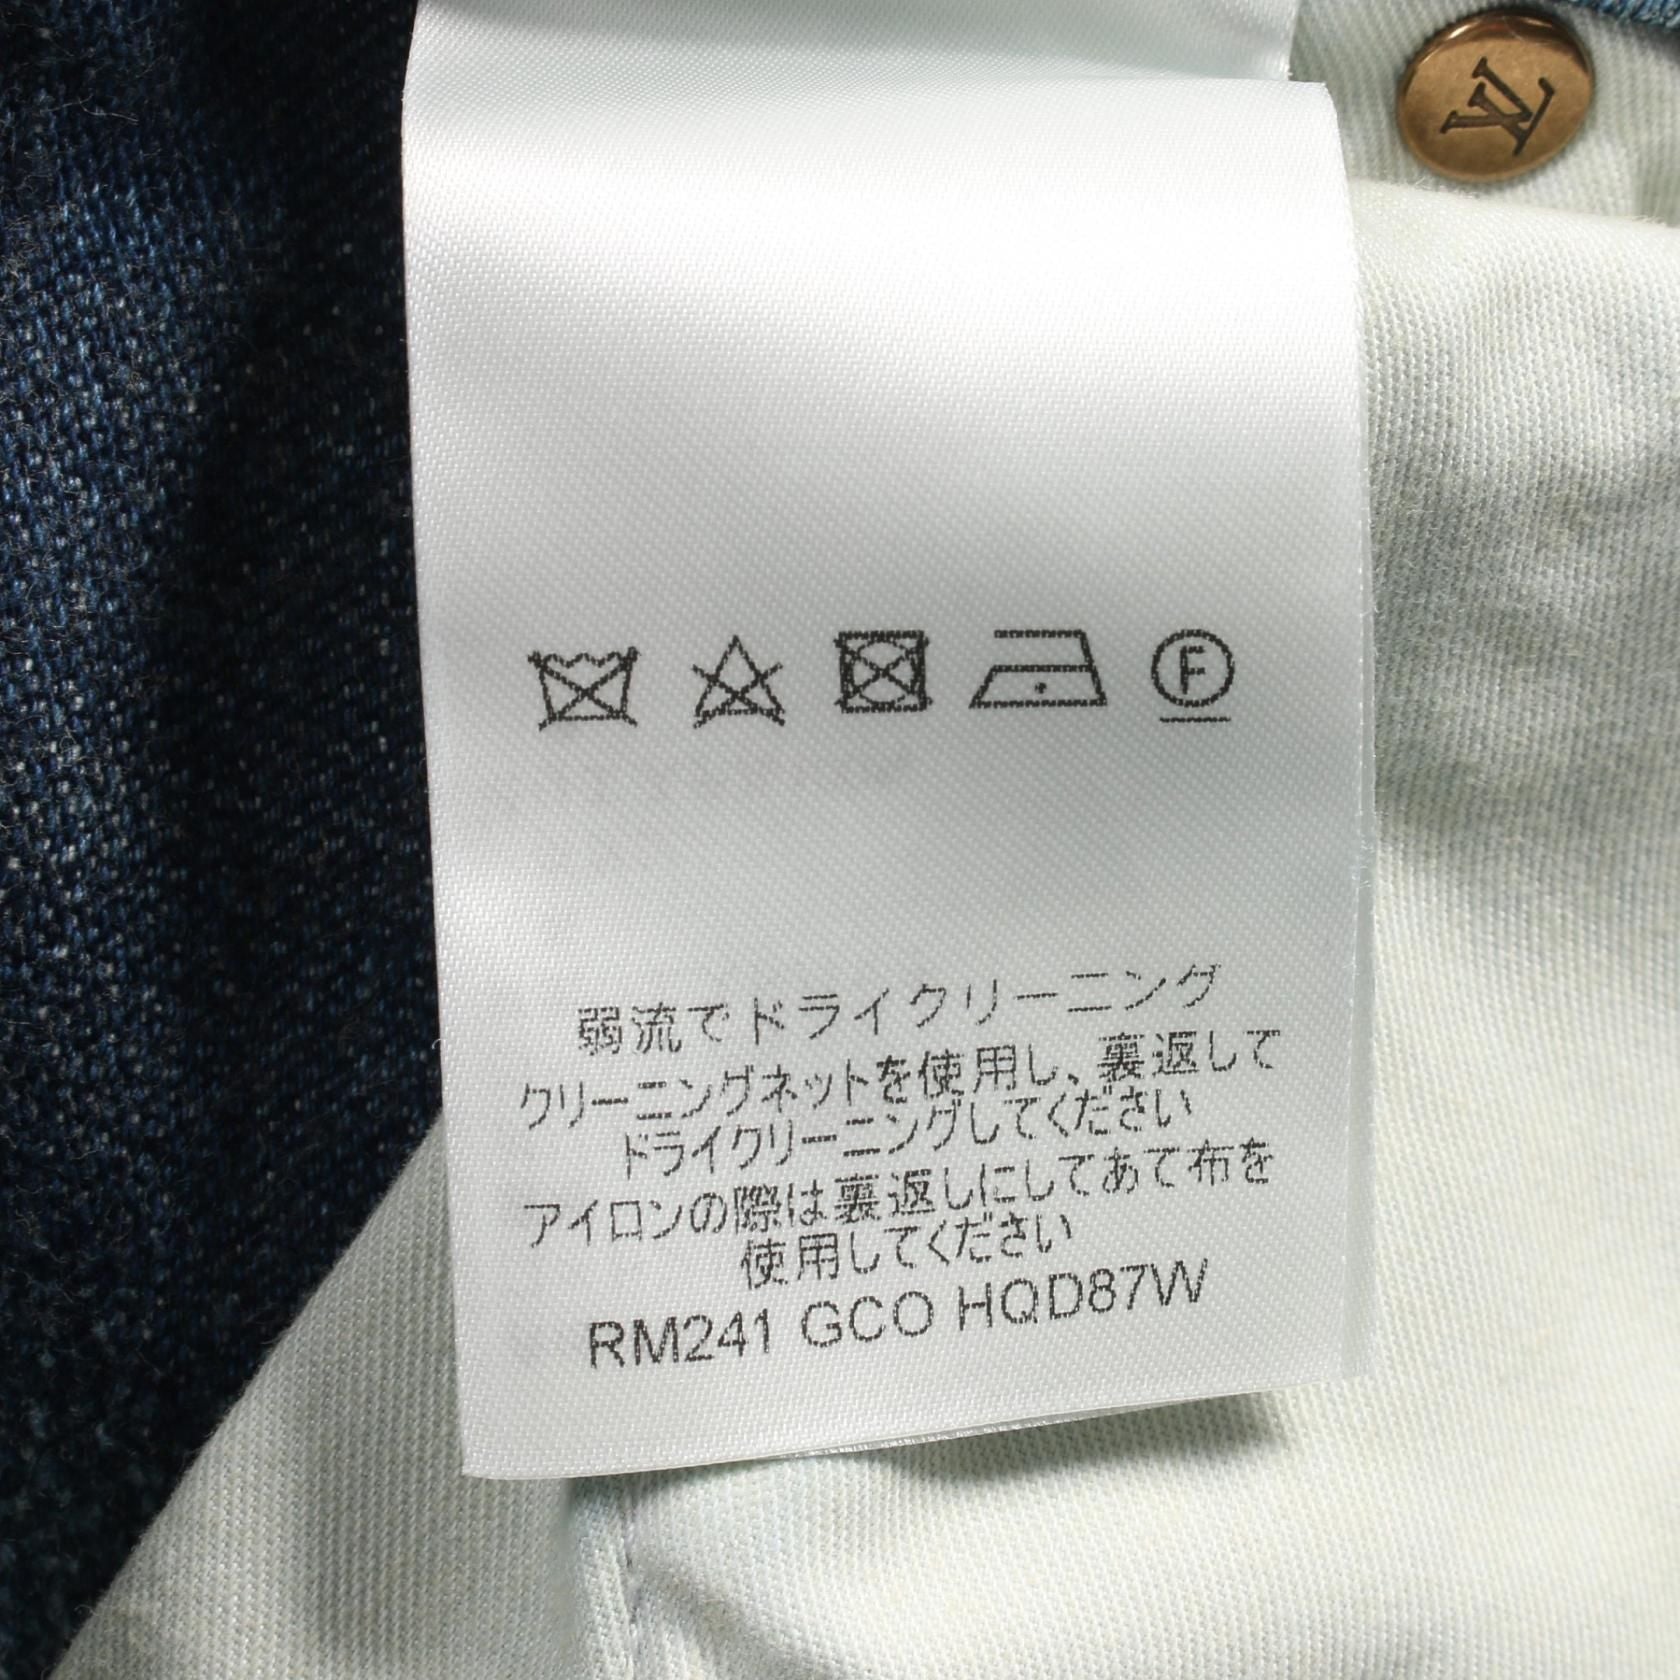 LV
F
弱流でドライクリーニング
クリーニングネットを使用し、裏返して
ドライクリーニングしてください
アイロンの際は裏返しにしてあて布を
使用してください
RM241 GCO HQD87W